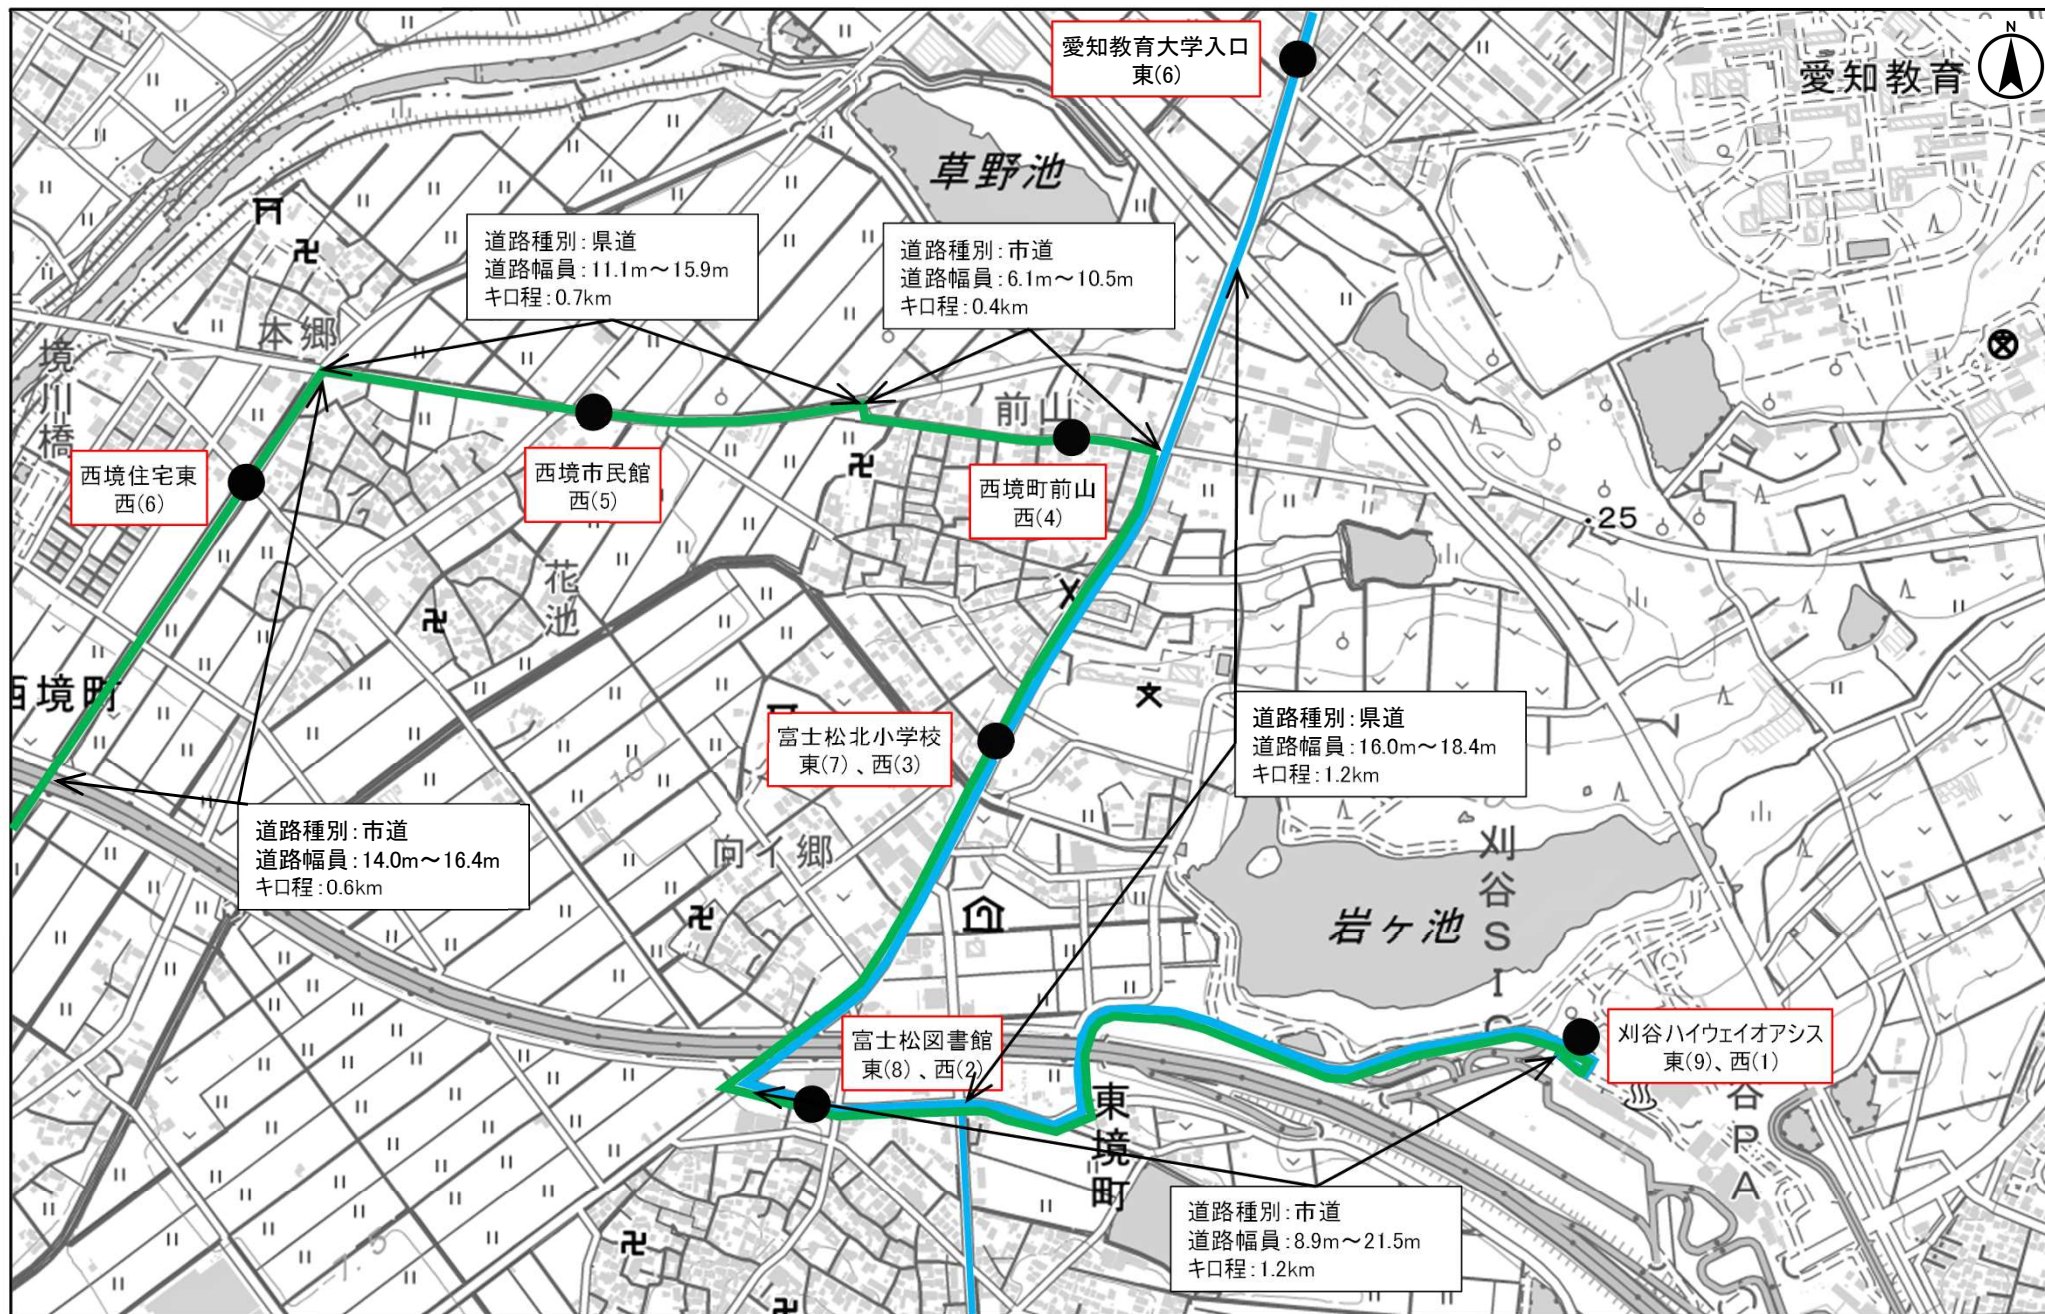 愛知教育大学入口
東(6)
N
愛知教育
草野池
道路種別:県道
道路幅員:11.1m～15.9m
キロ程:0.7km
道路種別:市道
道路幅員:6.1m～10.5m
キロ程:0.4km
本郷
境川橋
前山
西境住宅東
西(6)
西境市民館
西(5)
西境町前山
西(4)
25
花池
西境町
富士松北小学校
東(7)、西(3)
道路種別:県道
道路幅員:16.0m～18.4m
キロ程:1.2km
10
道路種別:市道
道路幅員:14.0m～16.4m
キロ程:0.6km
向イ郷
岩ヶ池
刈谷SIC
富士松図書館
東(8)、西(2)
刈谷ハイウェイオアシス
東(9)、西(1)
谷PA
東境町
道路種別:市道
道路幅員:8.9m～21.5m
キロ程:1.2km